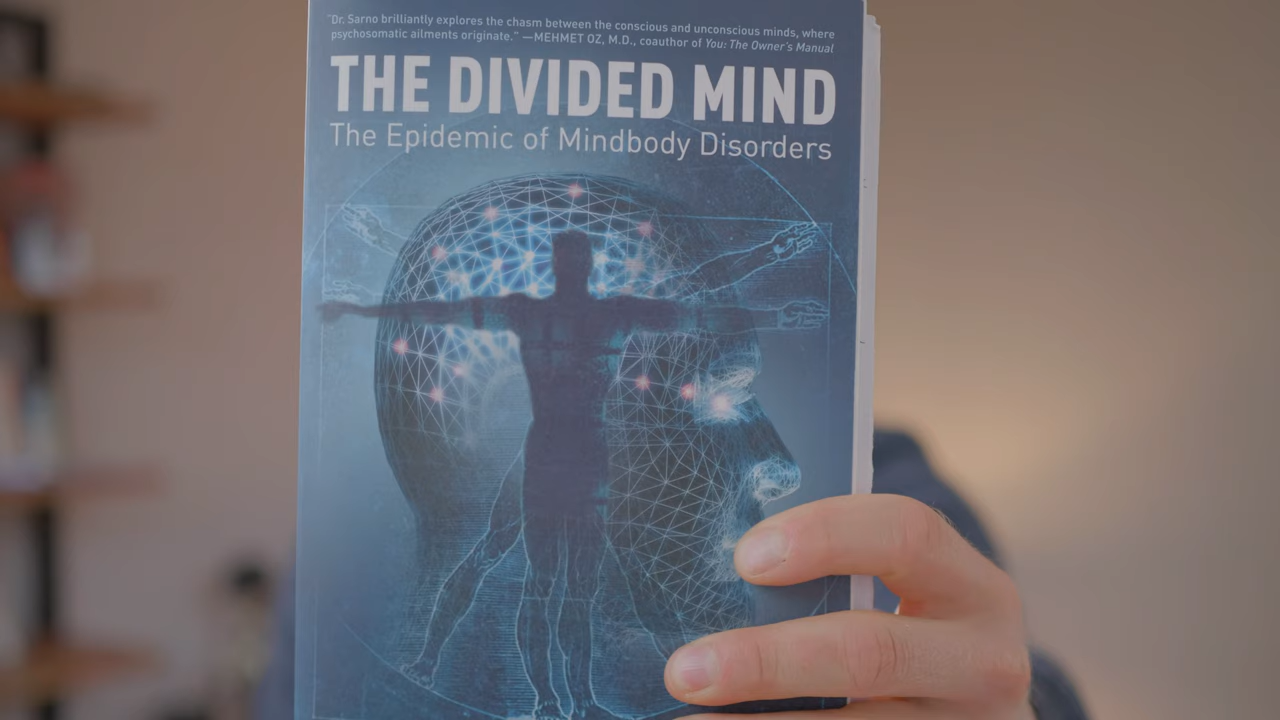 "Dr. Sarno brilliantly explores the chasm between the conscious and unconscious minds, where
psychosomatic ailments originate." —MEHMET OZ, M.D., coauthor of You: The Owner's Manual
THE DIVIDED MIND
The Epidemic of Mindbody Disorders